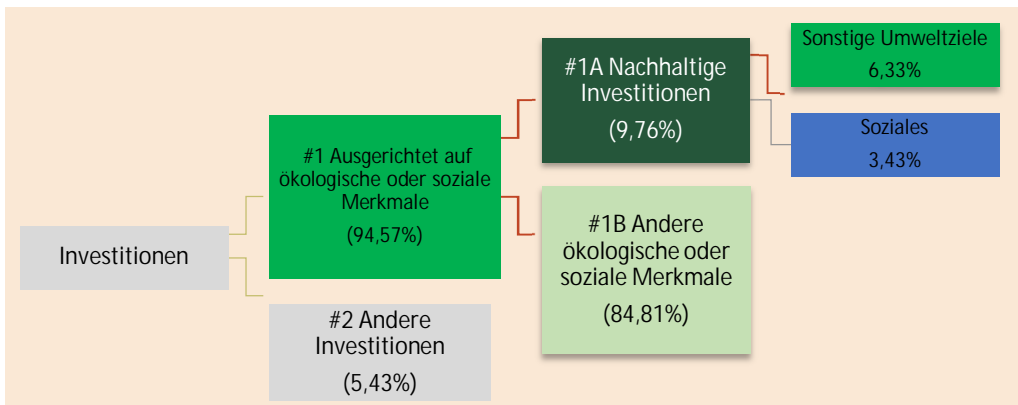 Investitionen
#1 Ausgerichtet auf
ökologische oder soziale
Merkmale
(94,57%)
#2 Andere
Investitionen
(5,43%)
#1A Nachhaltige
Investitionen
(9,76%)
#1B Andere
ökologische oder
soziale Merkmale
(84,81%)
Sonstige Umweltziele
6,33%
Soziales
3,43%